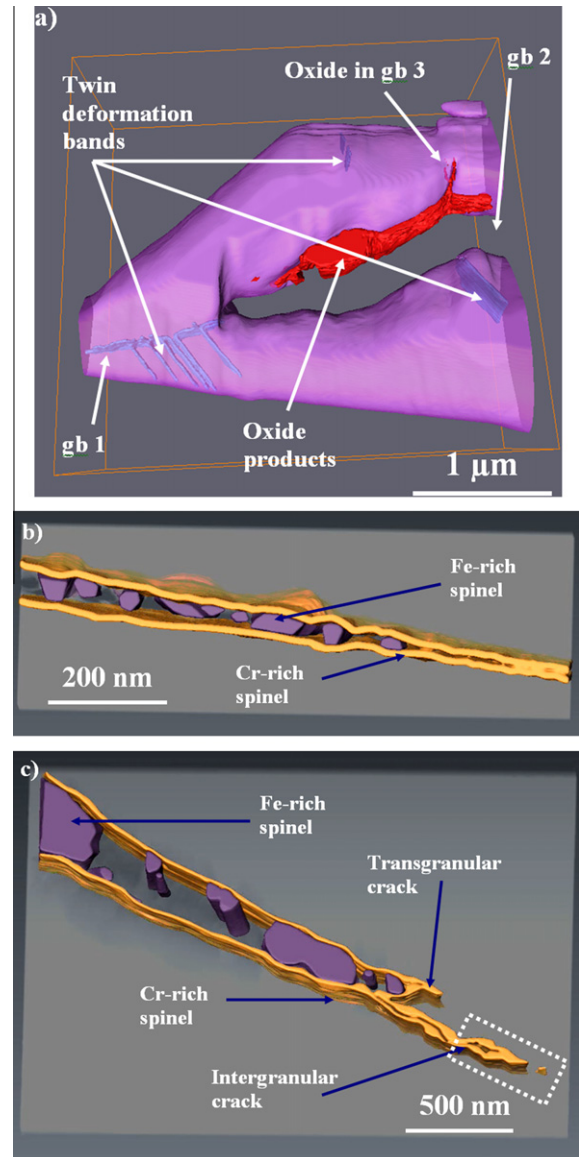 a)
Twin
deformation
bands
Oxide in gb 3
gb 2
gb 1
Oxide
products
1 µm
b)
Fe-rich
spinel
Cr-rich
spinel
200 nm
c)
Fe-rich
spinel
Transgranular
crack
Cr-rich
spinel
Intergranular
crack
500 nm